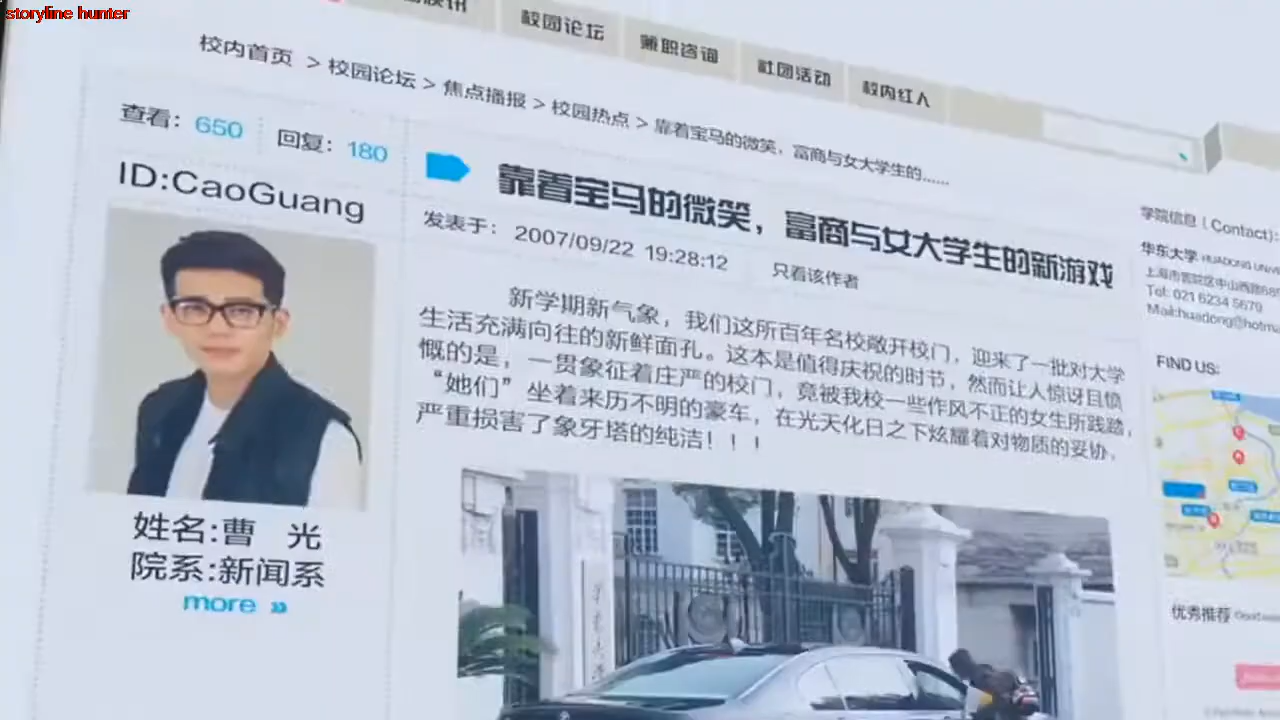 storyline hunter
校园论坛
兼职咨询
社团活动
校内红人
校内首页 > 校园论坛 > 焦点播报 > 校园热点 > 靠着宝马的微笑，富商与女大学生的......
查看： 650 回复： 180
ID:CaoGuang
靠着宝马的微笑，富商与女大学生的新游戏
发表于： 2007/09/22 19:28:12 只看该作者
新学期新气象，我们这所百年名校敞开校门，迎来了一批对大学
生活充满向往的新鲜面孔。这本是值得庆祝的时节，然而让人惊讶且愤
慨的是，一贯象征着庄严的校门，竟被我校一些作风不正的女生所践踏，
“她们”坐着来历不明的豪车，在光天化日之下炫耀着对物质的妥协，
严重损害了象牙塔的纯洁！！！
姓名:曹 光
院系:新闻系
more »
学院信息（Contact）:
华东大学 HUADONG
Tel: 021 6234 5679
Mail:huadong@hotma
FIND US:
优秀推荐